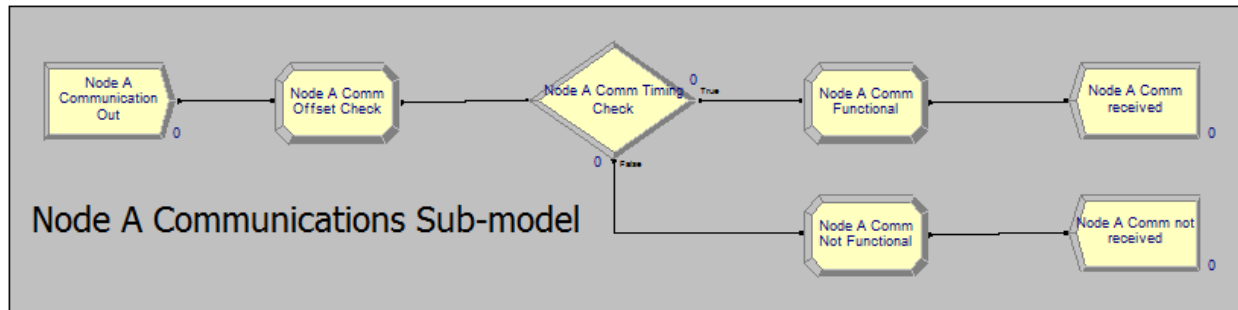 Node A
Communication
Out
0
Node A Comm
Offset Check
Node A Comm Timing
Check
0
True
0
False
Node A Comm
Functional
Node A Comm
received
0
Node A Comm
Not Functional
Node A Comm not
received
0
Node A Communications Sub-model